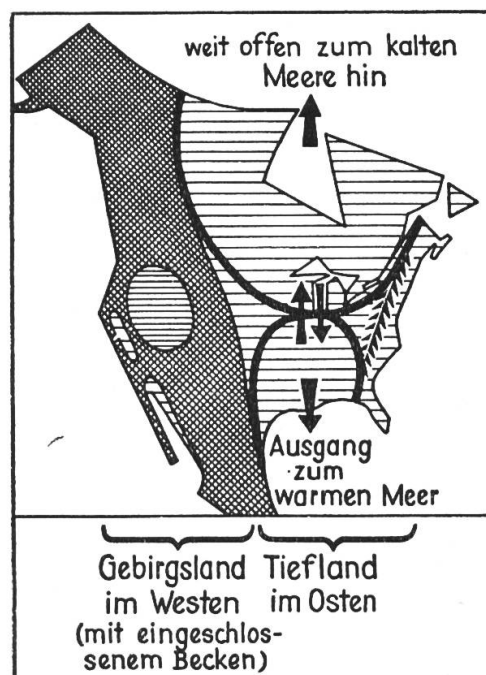 weit offen zum kalten
Meere hin
Ausgang
zum
warmen Meer
Gebirgsland
im Westen
(mit eingeschlos-
senem Becken)
Tiefland
im Osten